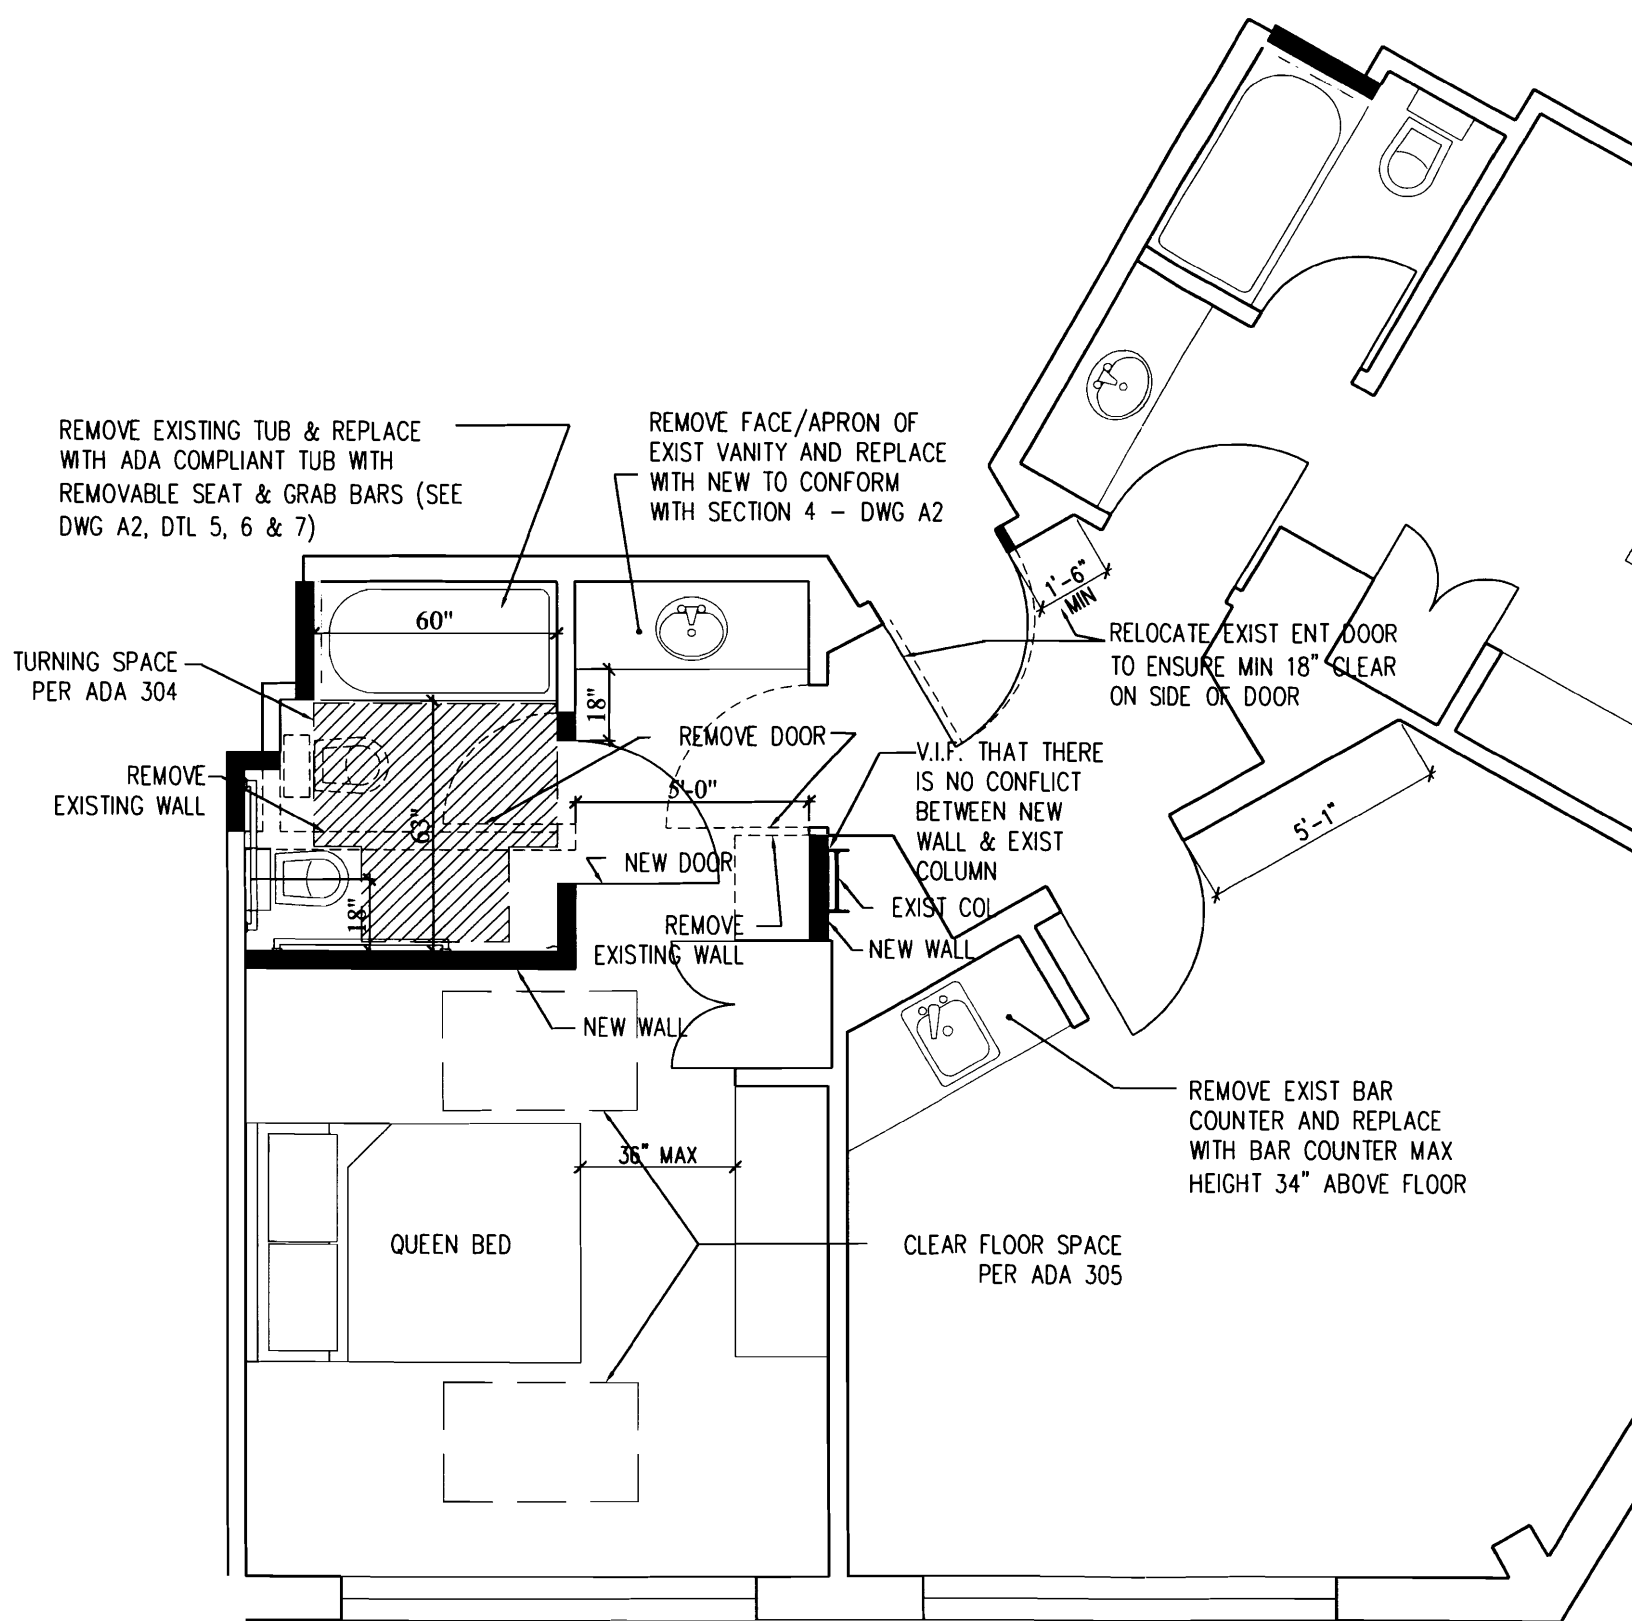 REMOVE EXISTING TUB & REPLACE
WITH ADA COMPLIANT TUB WITH
REMOVABLE SEAT & GRAB BARS (SEE
DWG A2, DTL 5, 6 & 7)
REMOVE FACE/APRON OF
EXIST VANITY AND REPLACE
WITH NEW TO CONFORM
WITH SECTION 4 - DWG A2
1'-6"
MIN
60"
TURNING SPACE
PER ADA 304
RELOCATE EXIST ENT DOOR
TO ENSURE MIN 18" CLEAR
ON SIDE OF DOOR
18"
REMOVE DOOR
REMOVE
EXISTING WALL
5'-0"
63"
V.I.F. THAT THERE
IS NO CONFLICT
BETWEEN NEW
WALL & EXIST
COLUMN
5'-1"
NEW DOOR
18"
EXIST COL
REMOVE
EXISTING WALL
NEW WALL
NEW WALL
REMOVE EXIST BAR
COUNTER AND REPLACE
WITH BAR COUNTER MAX
HEIGHT 34" ABOVE FLOOR
36" MAX
QUEEN BED
CLEAR FLOOR SPACE
PER ADA 305